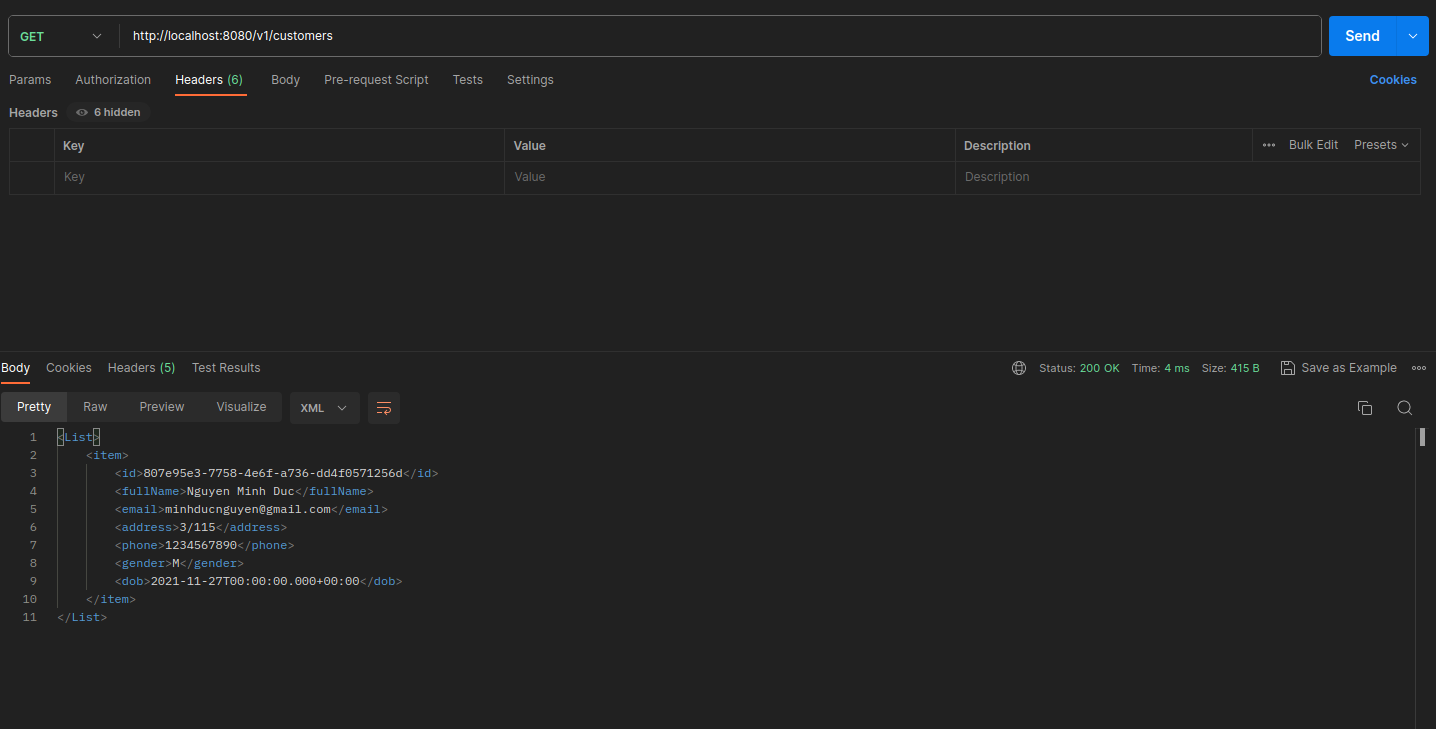 GET http://localhost:8080/v1/customers Send
Params Authorization Headers (6) Body Pre-request Script Tests Settings Cookies
Headers 6 hidden
Key Value Description Bulk Edit Presets
Key Value Description
Body Cookies Headers (5) Test Results Status: 200 OK Time: 4 ms Size: 415 B Save as Example
Pretty Raw Preview Visualize XML
1 <List>
2 <item>
3 <id>807e95e3-7758-4e6f-a736-dd4f0571256d</id>
4 <fullName>Nguyen Minh Duc</fullName>
5 <email>minhducnguyen@gmail.com</email>
6 <address>3/115</address>
7 <phone>1234567890</phone>
8 <gender>M</gender>
9 <dob>2021-11-27T00:00:00.000+00:00</dob>
10 </item>
11 </List>